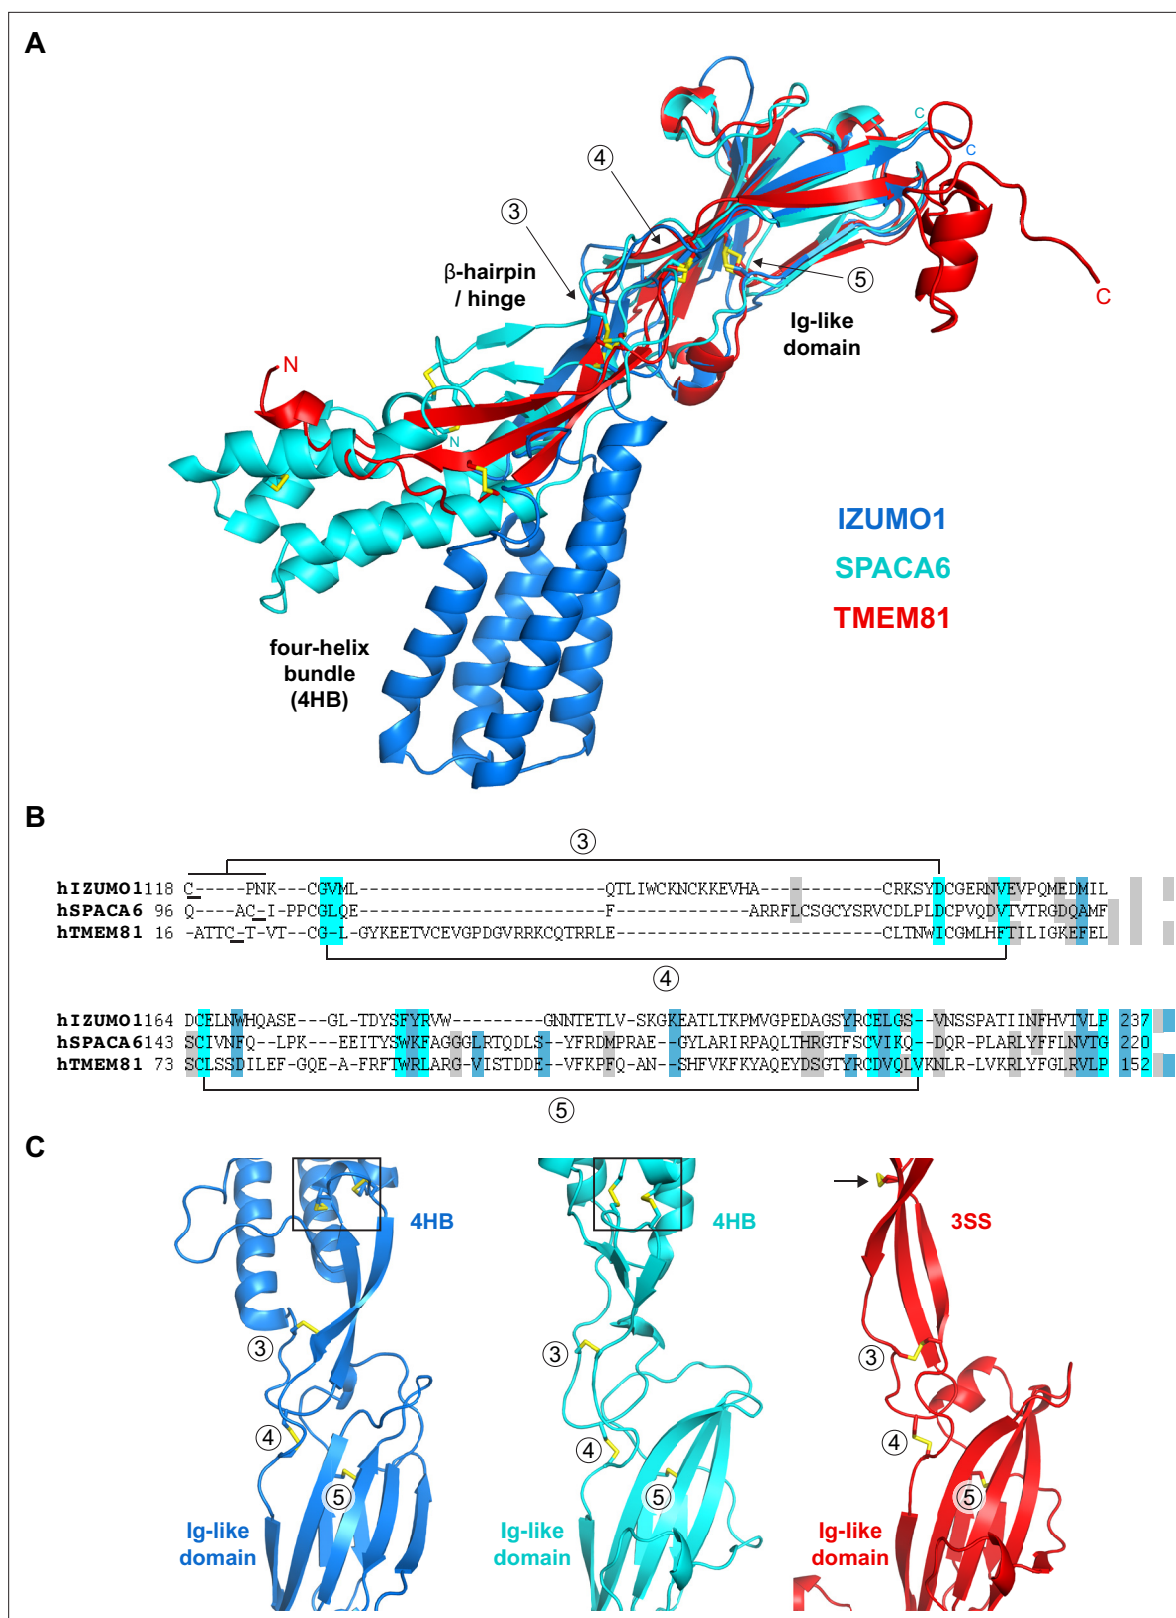 A
④
③
β-hairpin
/ hinge
⑤
Ig-like
domain
C
C
C
N
N
IZUMO1
SPACA6
TMEM81
four-helix
bundle
(4HB)
B
③
hIZUMO1 118 C-----PNK---CGVML-------------------QTLIWCKNCKKEVHA---------CRKSYDCGERNVEVPQMEDMIL
hSPACA6 96 Q----AC-I-PPCGLQE-------------------F----------ARRFLCSGCYSRVCDLPLDCPVQDVTVTRGDQAMF
hTMEM81 16 -ATTC-T-VT-CG-L-GYKEETVCEVGPDGVRRKCQTRRLE-------------------CLTNWICGMLHFTILIGKEFEL
④
hIZUMO1 164 DCELNWHQASE---GL-TDYSFYRVW--------GNNTETLV-SKGKEATLTKPMVGPEDAGSYRCELGS--VNSSPATIINFHVTVLP 237
hSPACA6 143 SCIVNFQ--LPK--EEITYSWKFAGGGLRTQDLS-YFRDMPRAE-GYLARIRPAQLTHRGTFSCVIKQ--DQR-PLARLYFFLNVTG 220
hTMEM81 73 SCLSSDILEF-GQE-A-FRFTWRLARG-VISTDDE-VFKPFQ-AN--SHFVKFKYAQEYDSGTYRCDVQLVKNLR-LVKRLYFGLRVLP 152
⑤
C
4HB
4HB
3SS
③
③
③
④
④
④
⑤
⑤
⑤
Ig-like
domain
Ig-like
domain
Ig-like
domain